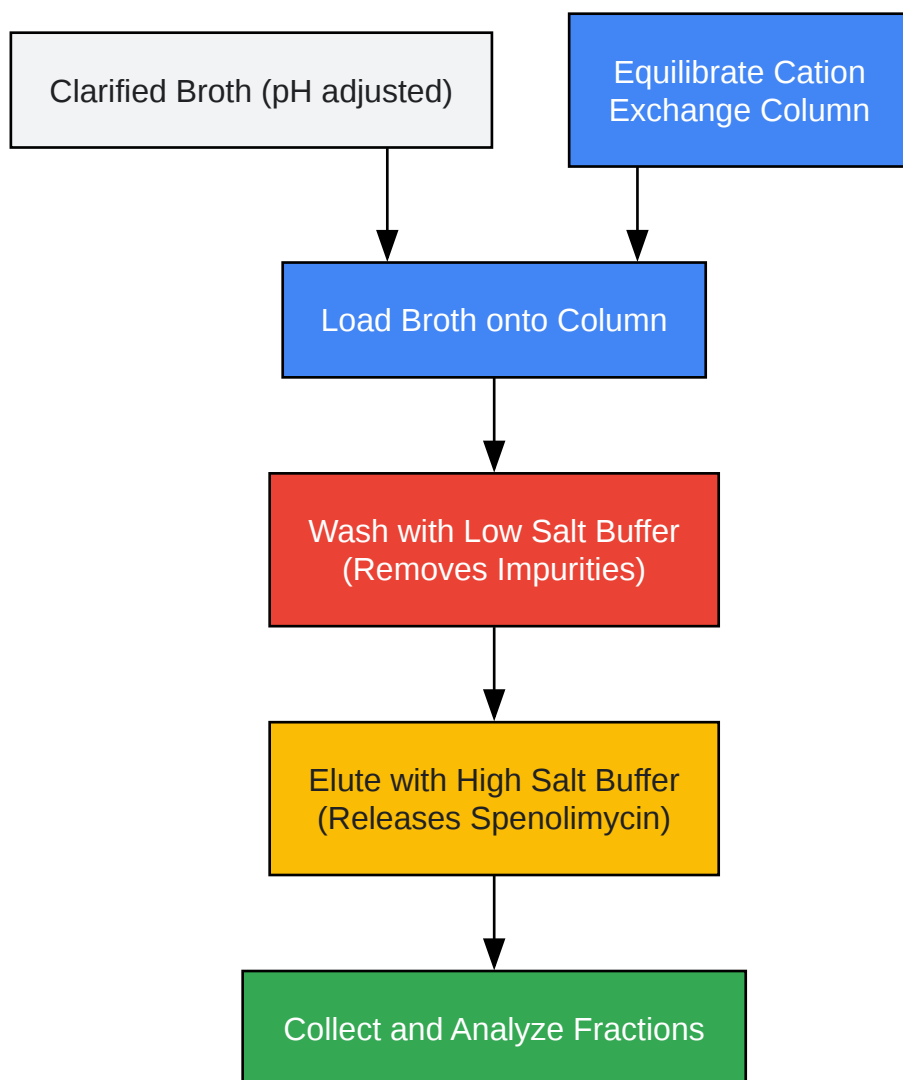 Clarified Broth (pH adjusted)
Equilibrate Cation
Exchange Column
Load Broth onto Column
Wash with Low Salt Buffer
(Removes Impurities)
Elute with High Salt Buffer
(Releases Spenolimycin)
Collect and Analyze Fractions